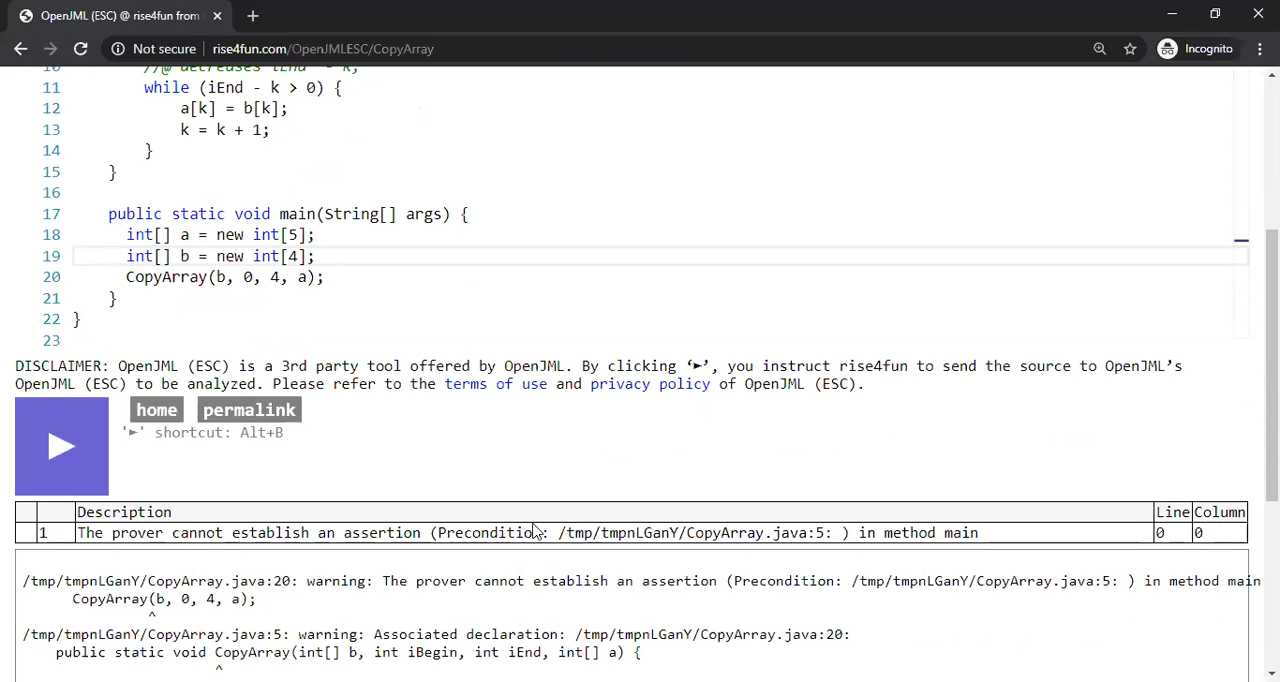 OpenJML (ESC) @ rise4fun from
Not secure rise4fun.com/OpenJMLESC/CopyArray Incognito
10 //@ decreases iEnd - k;
11 while (iEnd - k > 0) {
12 a[k] = b[k];
13 k = k + 1;
14 }
15 }
16
17 public static void main(String[] args) {
18 int[] a = new int[5];
19 int[] b = new int[4];
20 CopyArray(b, 0, 4, a);
21 }
22 }
23
DISCLAIMER: OpenJML (ESC) is a 3rd party tool offered by OpenJML. By clicking ‘►’, you instruct rise4fun to send the source to OpenJML’s
OpenJML (ESC) to be analyzed. Please refer to the terms of use and privacy policy of OpenJML (ESC).
home permalink
'►' shortcut: Alt+B
Description Line Column
1 The prover cannot establish an assertion (Precondition: /tmp/tmpnLGanY/CopyArray.java:5: ) in method main 0 0
/tmp/tmpnLGanY/CopyArray.java:20: warning: The prover cannot establish an assertion (Precondition: /tmp/tmpnLGanY/CopyArray.java:5: ) in method main
CopyArray(b, 0, 4, a);
^
/tmp/tmpnLGanY/CopyArray.java:5: warning: Associated declaration: /tmp/tmpnLGanY/CopyArray.java:20:
public static void CopyArray(int[] b, int iBegin, int iEnd, int[] a) {
^